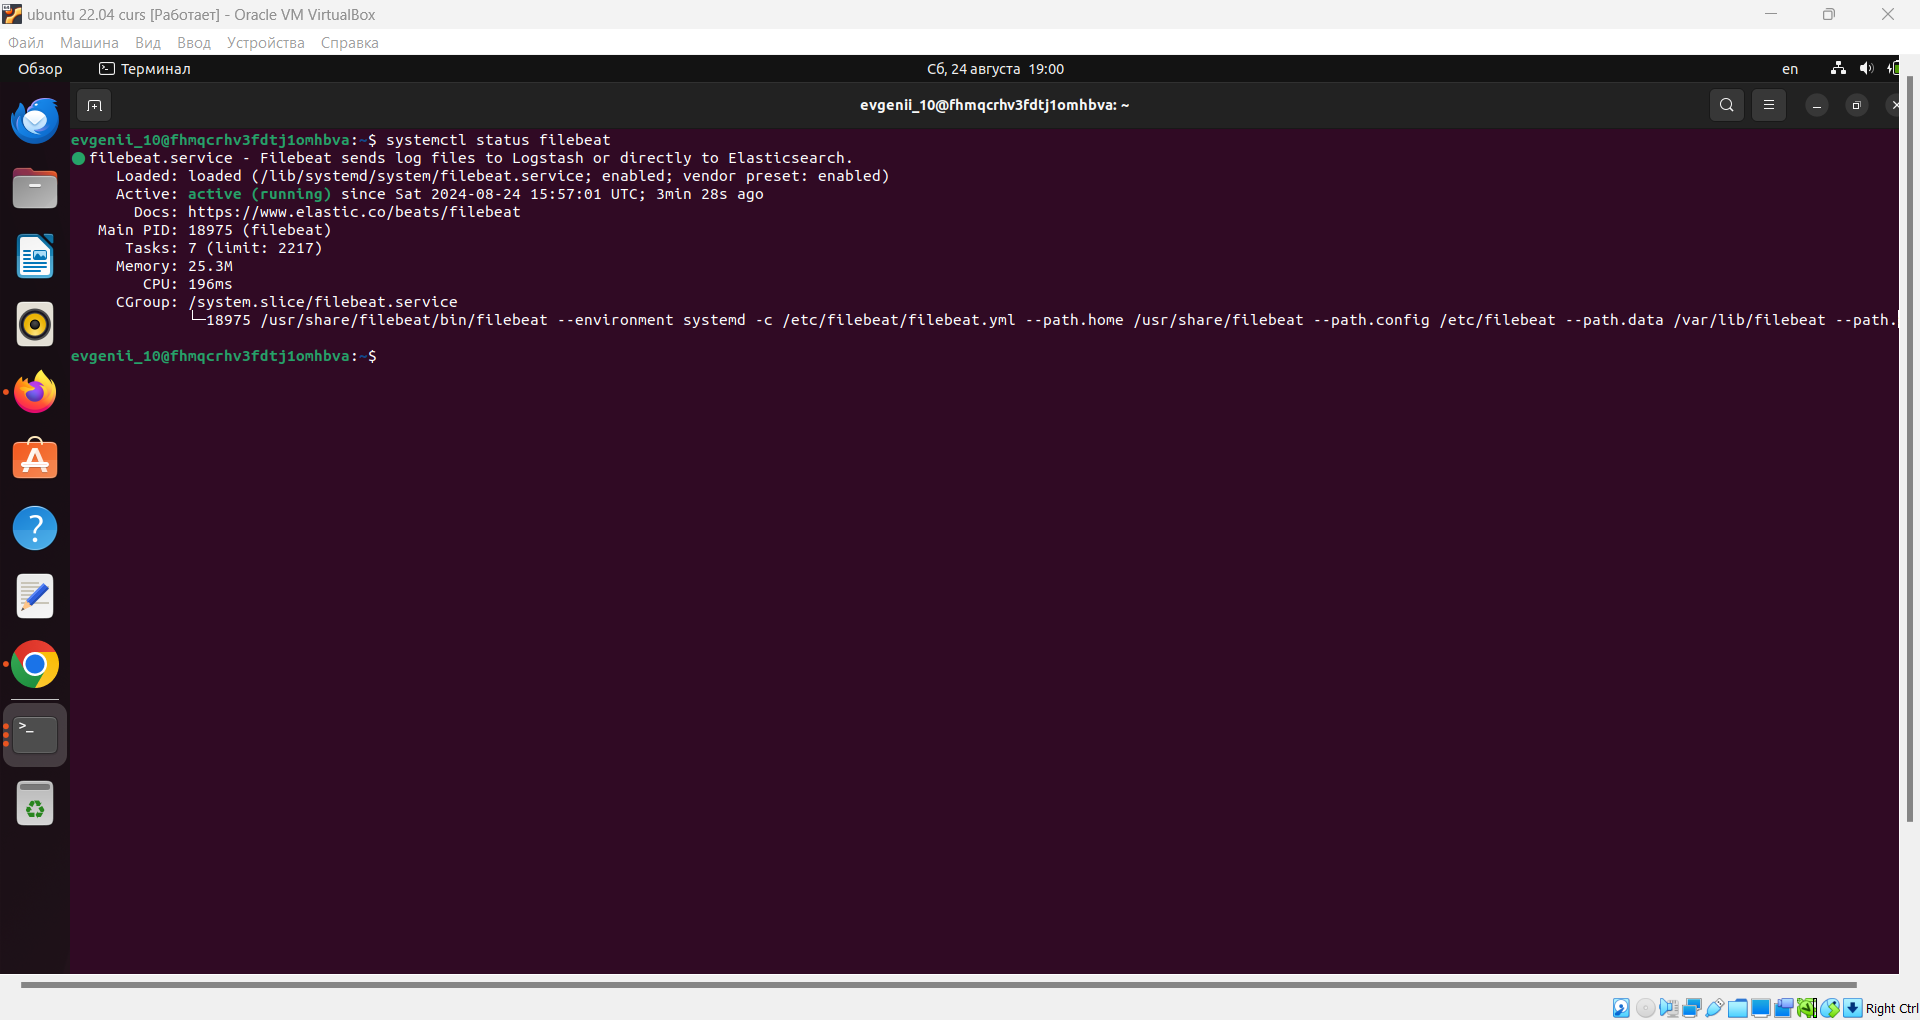 ubuntu 22.04 curs [Работает] - Oracle VM VirtualBox
Файл Машина Вид Ввод Устройства Справка
Обзор Терминал Сб, 24 августа 19:00 en
evgenii_10@fhmqcrhv3fdtj1omhbva: ~
evgenii_10@fhmqcrhv3fdtj1omhbva:~$ systemctl status filebeat
● filebeat.service - Filebeat sends log files to Logstash or directly to Elasticsearch.
Loaded: loaded (/lib/systemd/system/filebeat.service; enabled; vendor preset: enabled)
Active: active (running) since Sat 2024-08-24 15:57:01 UTC; 3min 28s ago
Docs: https://www.elastic.co/beats/filebeat
Main PID: 18975 (filebeat)
Tasks: 7 (limit: 2217)
Memory: 25.3M
CPU: 196ms
CGroup: /system.slice/filebeat.service
└─18975 /usr/share/filebeat/bin/filebeat --environment systemd -c /etc/filebeat/filebeat.yml --path.home /usr/share/filebeat --path.config /etc/filebeat --path.data /var/lib/filebeat --path.
evgenii_10@fhmqcrhv3fdtj1omhbva:~$
Right Ctrl